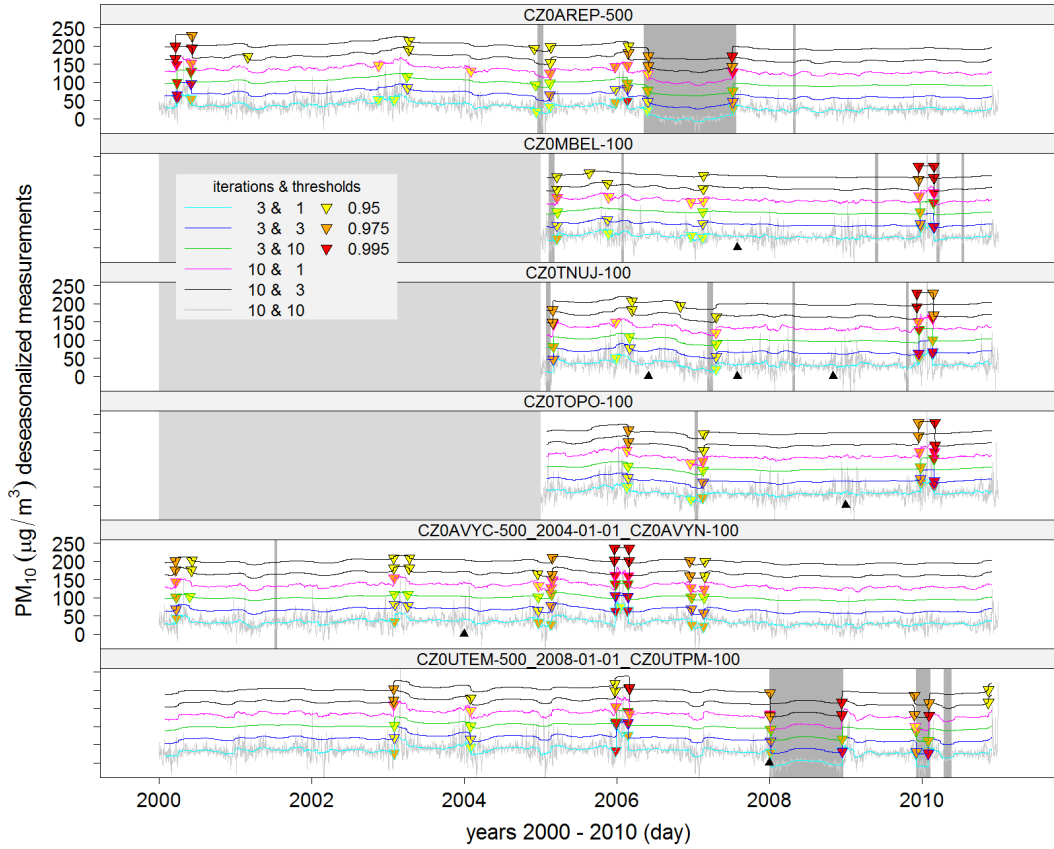 CZ0AREP-500
250
200
150
100
50
0
CZ0MBEL-100
iterations & thresholds
3 & 1 0.95
3 & 3 0.975
3 & 10 0.995
10 & 1
10 & 3
10 & 10
CZ0TNUJ-100
250
200
150
100
50
0
CZ0TOPO-100
CZ0AVYC-500_2004-01-01_CZ0AVYN-100
250
200
150
100
50
0
CZ0UTEM-500_2008-01-01_CZ0UTPM-100
PM10 (μg / m3) deseasonalized measurements
2000 2002 2004 2006 2008 2010
years 2000 - 2010 (day)